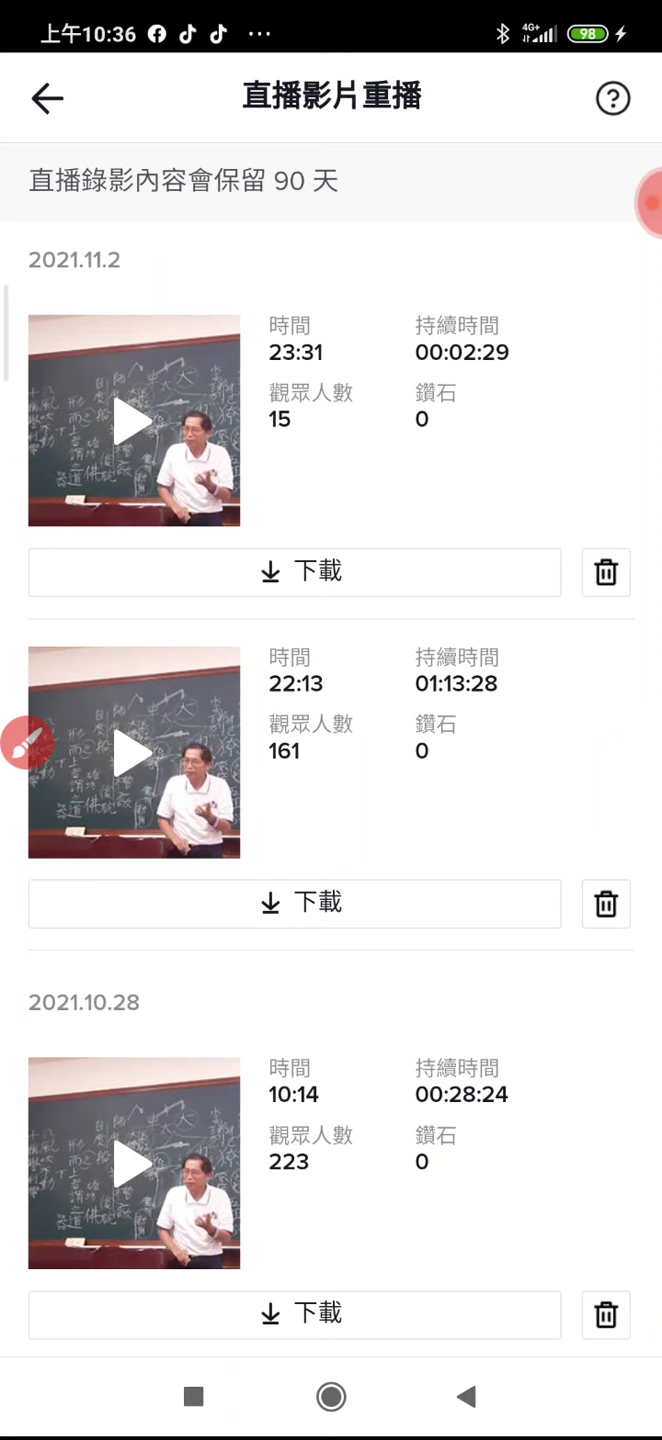 上午10:36 ... 4G+ 98
直播影片重播
直播錄影內容會保留 90 天
2021.11.2
時間 持續時間
23:31 00:02:29
觀眾人數 鑽石
15 0
下載
時間 持續時間
22:13 01:13:28
觀眾人數 鑽石
161 0
下載
2021.10.28
時間 持續時間
10:14 00:28:24
觀眾人數 鑽石
223 0
下載